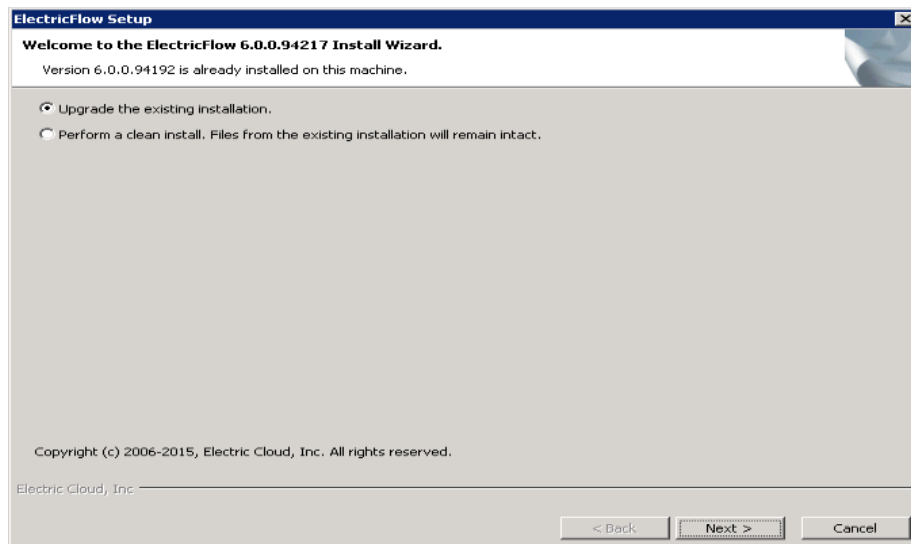 ElectricFlow Setup
Welcome to the ElectricFlow 6.0.0.94217 Install Wizard.
Version 6.0.0.94192 is already installed on this machine.
Upgrade the existing installation.
Perform a clean install. Files from the existing installation will remain intact.
Copyright (c) 2006-2015, Electric Cloud, Inc. All rights reserved.
Electric Cloud, Inc
< Back Next > Cancel